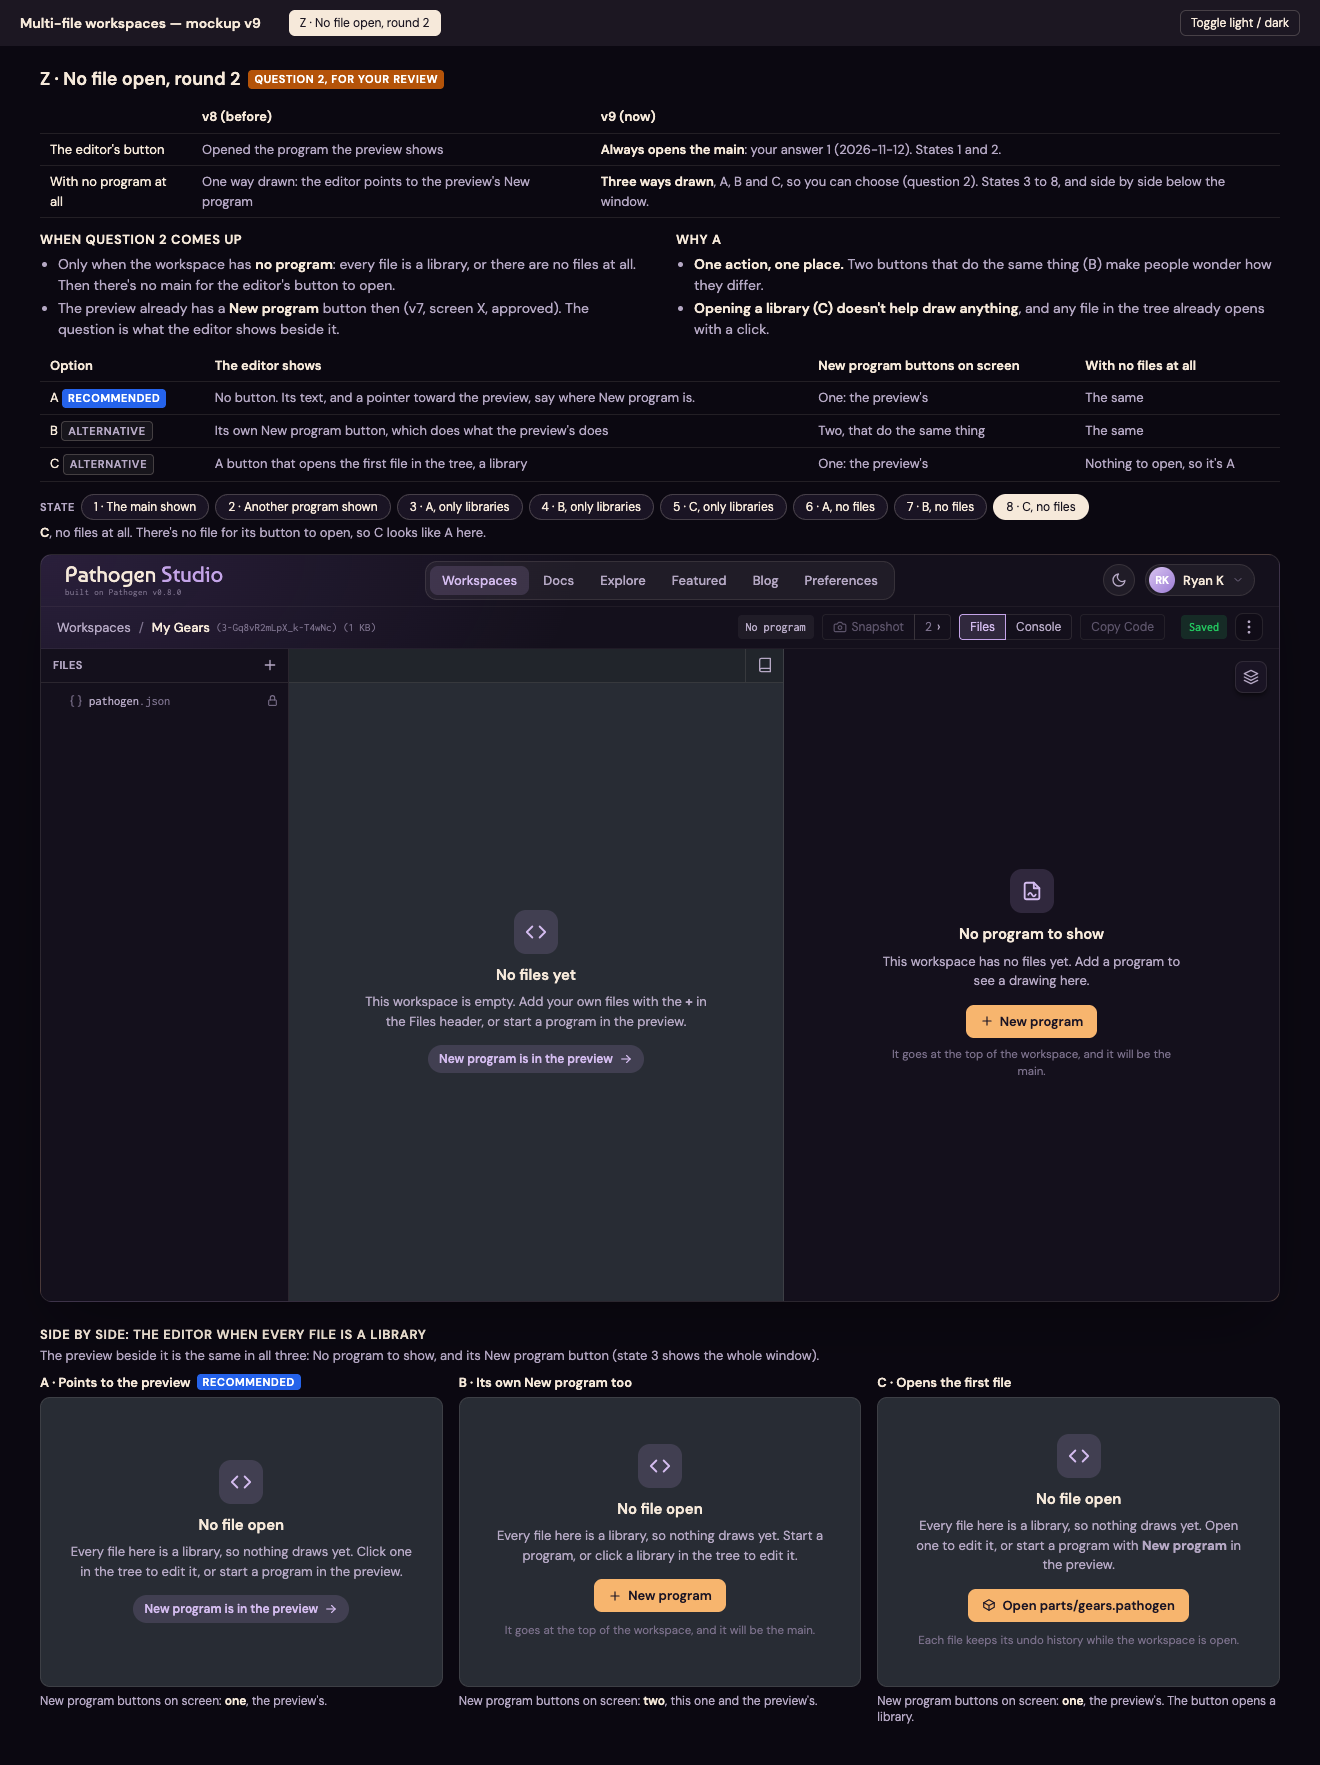 Multi-file workspaces — mockup v9
Z · No file open, round 2
Toggle light / dark
Z · No file open, round 2 QUESTION 2, FOR YOUR REVIEW
v8 (before) v9 (now)
The editor's button Opened the program the preview shows Always opens the main: your answer 1 (2026-11-12). States 1 and 2.
With no program at all One way drawn: the editor points to the preview's New program Three ways drawn, A, B and C, so you can choose (question 2). States 3 to 8, and side by side below the window.
WHEN QUESTION 2 COMES UP
• Only when the workspace has no program: every file is a library, or there are no files at all.
Then there's no main for the editor's button to open.
• The preview already has a New program button then (v7, screen X, approved). The
question is what the editor shows beside it.
WHY A
• One action, one place. Two buttons that do the same thing (B) make people wonder how
they differ.
• Opening a library (C) doesn't help draw anything, and any file in the tree already opens
with a click.
Option The editor shows New program buttons on screen With no files at all
A RECOMMENDED No button. Its text, and a pointer toward the preview, say where New program is. One: the preview's The same
B ALTERNATIVE Its own New program button, which does what the preview's does Two, that do the same thing The same
C ALTERNATIVE A button that opens the first file in the tree, a library One: the preview's Nothing to open, so it's A
STATE 1 · The main shown 2 · Another program shown 3 · A, only libraries 4 · B, only libraries 5 · C, only libraries 6 · A, no files 7 · B, no files 8 · C, no files
C, no files at all. There's no file for its button to open, so C looks like A here.
Pathogen Studio
built on Pathogen v0.8.0
Workspaces Docs Explore Featured Blog Preferences
RK Ryan K
Workspaces / My Gears (3-Gq8vR2mLpX_k-T4wNc) (1 KB)
No program Snapshot 2 › Files Console Copy Code Saved
FILES +
{} pathogen.json
No files yet
This workspace is empty. Add your own files with the + in
the Files header, or start a program in the preview.
New program is in the preview →
No program to show
This workspace has no files yet. Add a program to
see a drawing here.
+ New program
It goes at the top of the workspace, and it will be the
main.
SIDE BY SIDE: THE EDITOR WHEN EVERY FILE IS A LIBRARY
The preview beside it is the same in all three: No program to show, and its New program button (state 3 shows the whole window).
A · Points to the preview RECOMMENDED
No file open
Every file here is a library, so nothing draws yet. Click one
in the tree to edit it, or start a program in the preview.
New program is in the preview →
New program buttons on screen: one, the preview's.
B · Its own New program too
No file open
Every file here is a library, so nothing draws yet. Start a
program, or click a library in the tree to edit it.
+ New program
It goes at the top of the workspace, and it will be the main.
New program buttons on screen: two, this one and the preview's.
C · Opens the first file
No file open
Every file here is a library, so nothing draws yet. Open
one to edit it, or start a program with New program in
the preview.
Open parts/gears.pathogen
Each file keeps its undo history while the workspace is open.
New program buttons on screen: one, the preview's. The button opens a
library.